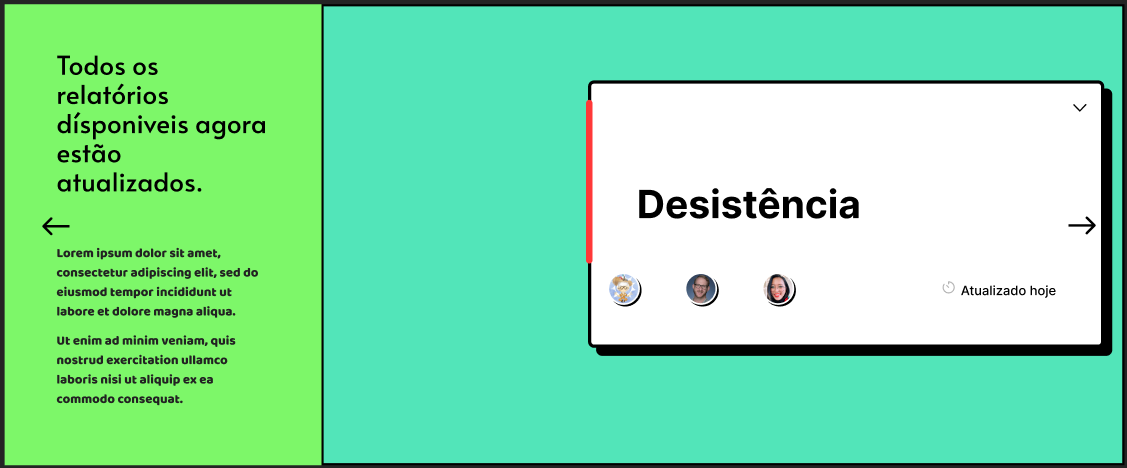 Todos os
relatórios
dísponiveis agora
estão
atualizados.
Lorem ipsum dolor sit amet,
consectetur adipiscing elit, sed do
eiusmod tempor incididunt ut
labore et dolore magna aliqua.
Ut enim ad minim veniam, quis
nostrud exercitation ullamco
laboris nisi ut aliquip ex ea
commodo consequat.
Desistência
Atualizado hoje